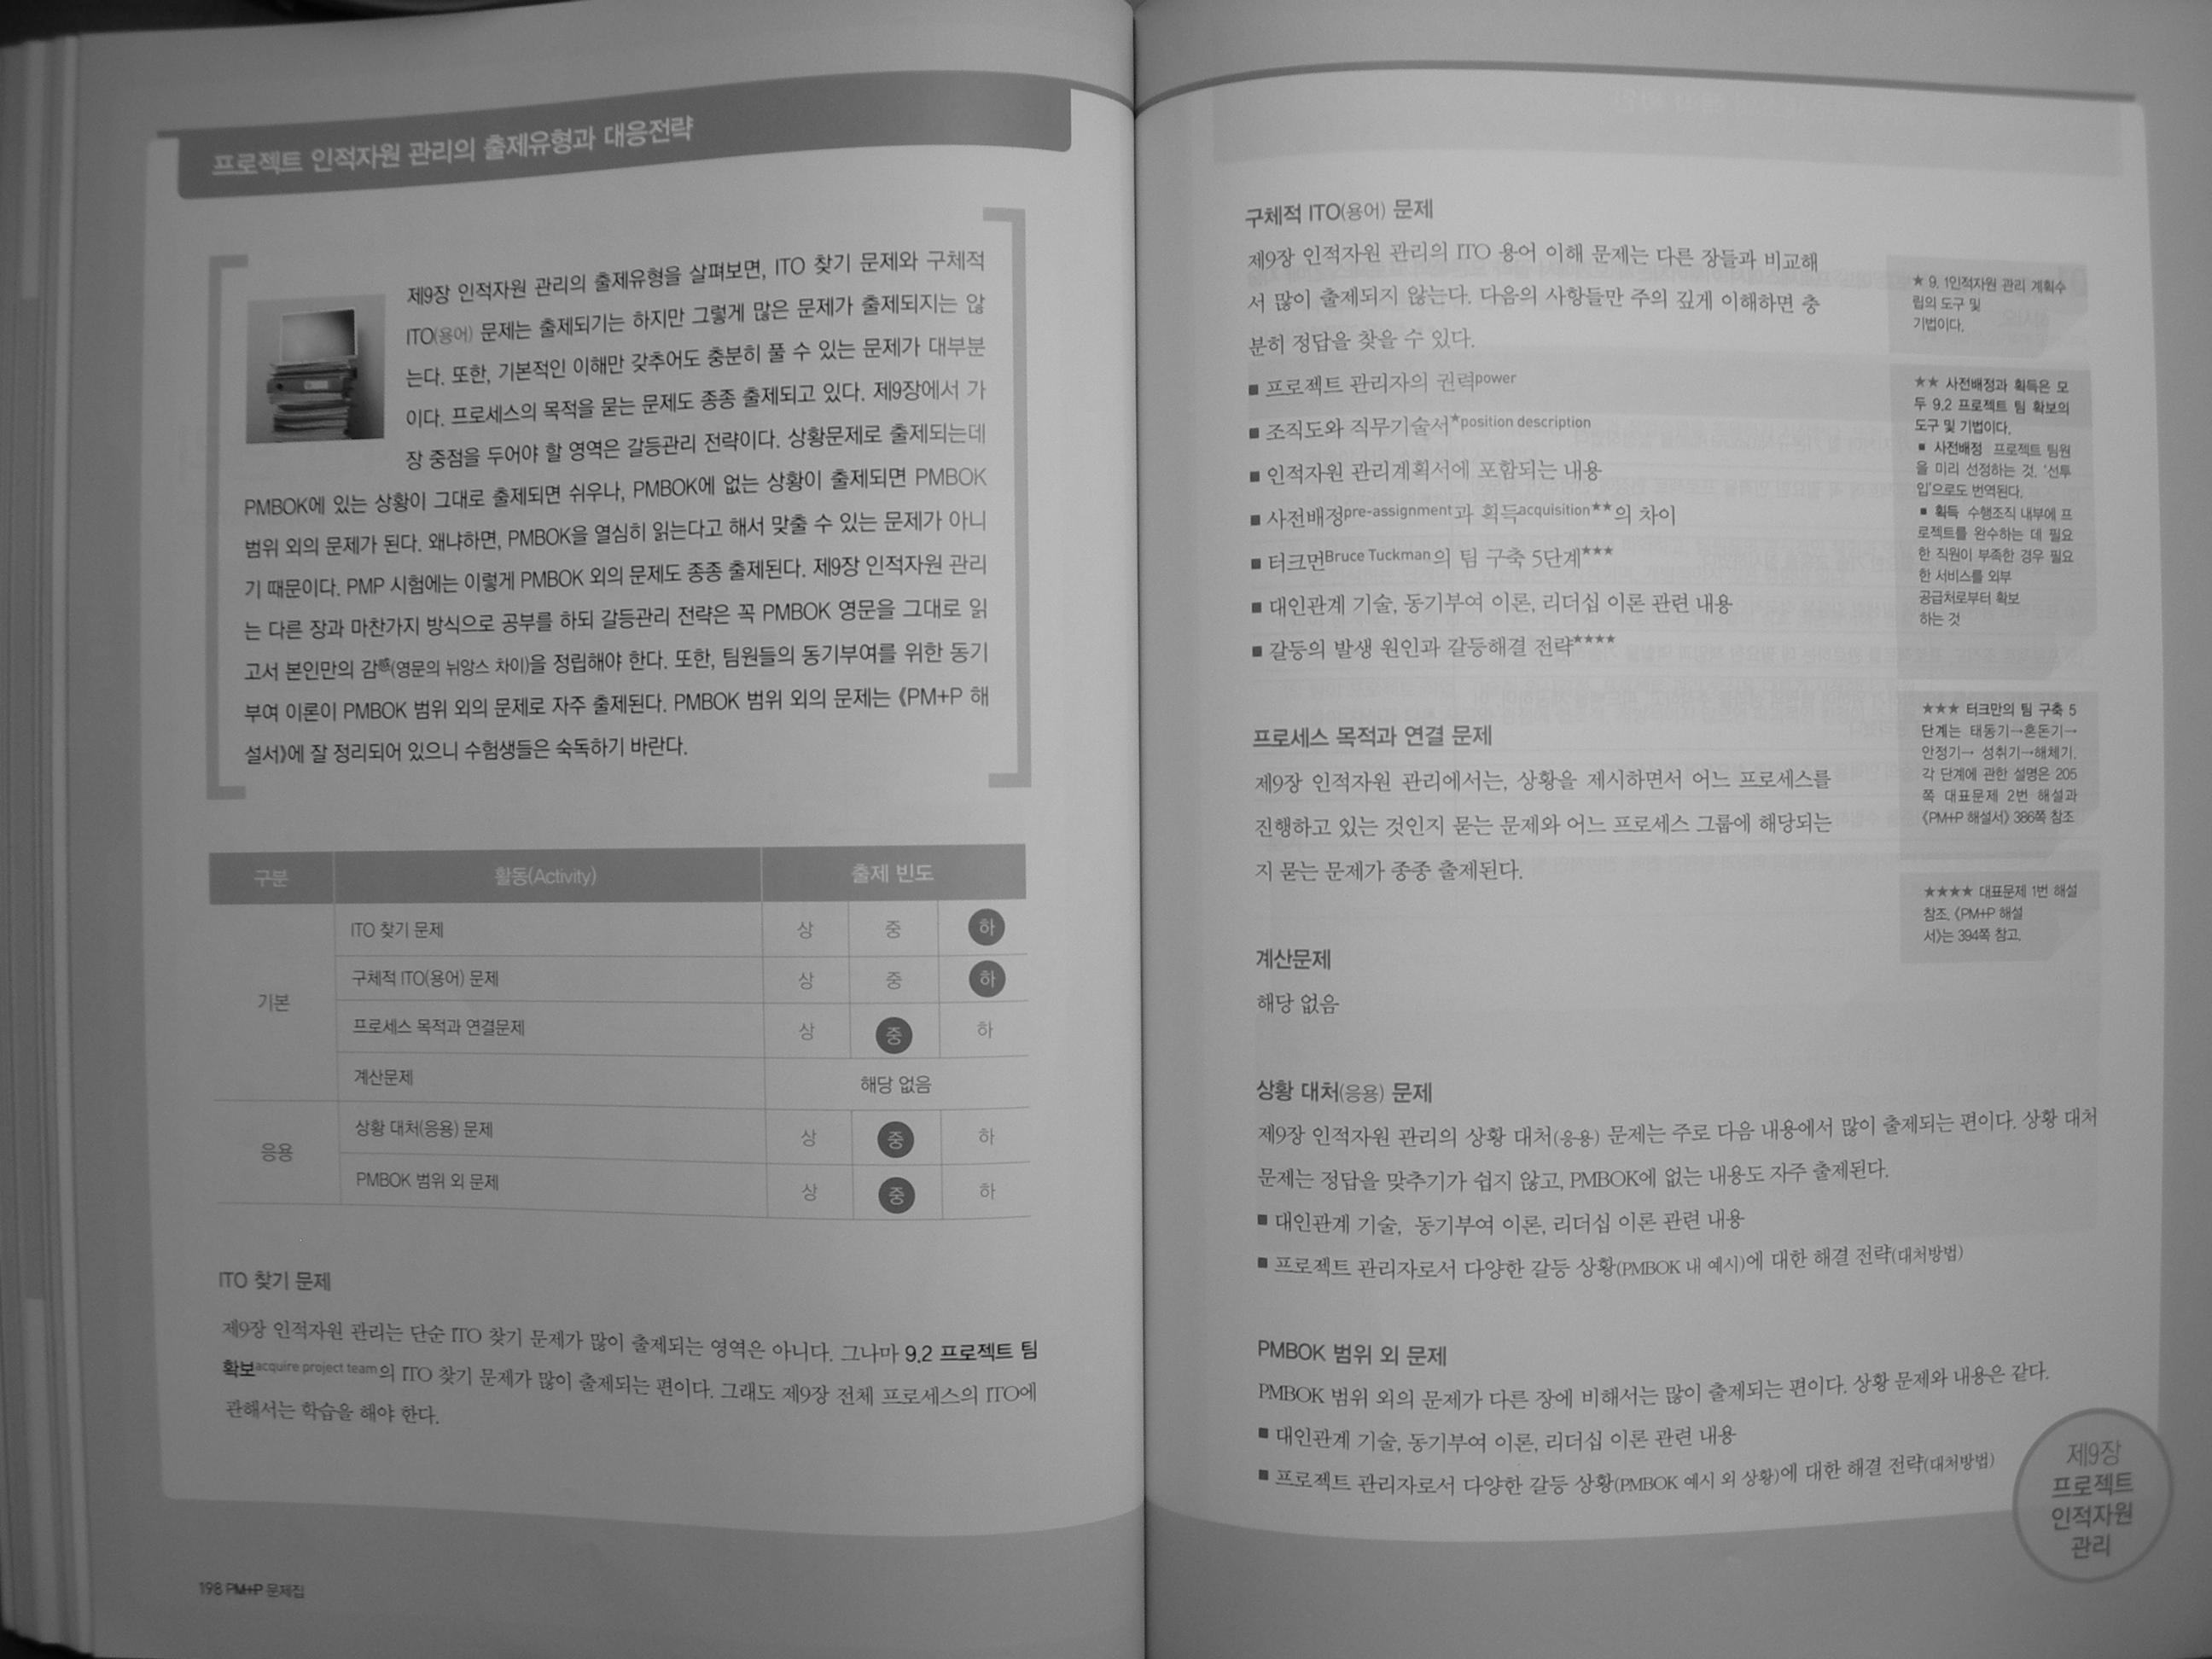 프로젝트 인적자원 관리의 출제유형과 대응전략
제9장 인적자원 관리의 출제유형을 살펴보면, ITO 찾기 문제와 구체적
ITO(용어) 문제는 출제되기는 하지만 그렇게 많은 문제가 출제되지는 않
는다. 또한, 기본적인 이해만 갖추어도 충분히 풀 수 있는 문제가 대부분
이다. 프로세스의 목적을 묻는 문제도 종종 출제되고 있다. 제9장에서 가
장 중점을 두어야 할 영역은 갈등관리 전략이다. 상황문제로 출제되는데
PMBOK에 있는 상황이 그대로 출제되면 쉬우나, PMBOK에 없는 상황이 출제되면 PMBOK
범위 외의 문제가 된다. 왜냐하면, PMBOK을 열심히 읽는다고 해서 맞출 수 있는 문제가 아니
기 때문이다. PMP 시험에는 이렇게 PMBOK 외의 문제도 종종 출제된다. 제9장 인적자원 관리
는 다른 장과 마찬가지 방식으로 공부를 하되 갈등관리 전략은 꼭 PMBOK 영문을 그대로 읽
고서 본인만의 감感(영문의 뉘앙스 차이)을 정립해야 한다. 또한, 팀원들의 동기부여를 위한 동기
부여 이론이 PMBOK 범위 외의 문제로 자주 출제된다. PMBOK 범위 외의 문제는 《PM+P 해
설서》에 잘 정리되어 있으니 수험생들은 숙독하기 바란다.
구분 활동(Activity) 출제 빈도
기본
ITO 찾기 문제 상 중 하
구체적 ITO(용어) 문제 상 중 하
프로세스 목적과 연결문제 상 중 하
계산문제 해당 없음
응용
상황 대처(응용) 문제 상 중 하
PMBOK 범위 외 문제 상 중 하
ITO 찾기 문제
제9장 인적자원 관리는 단순 ITO 찾기 문제가 많이 출제되는 영역은 아니다. 그나마 9.2 프로젝트 팀
확보acquire project team의 ITO 찾기 문제가 많이 출제되는 편이다. 그래도 제9장 전체 프로세스의 ITO에
관해서는 학습을 해야 한다.
198 PM+P 문제집
구체적 ITO(용어) 문제
제9장 인적자원 관리의 ITO 용어 이해 문제는 다른 장들과 비교해
서 많이 출제되지 않는다. 다음의 사항들만 주의 깊게 이해하면 충
분히 정답을 찾을 수 있다.
■ 프로젝트 관리자의 권력power
■ 조직도와 직무기술서★position description
■ 인적자원 관리계획서에 포함되는 내용
■ 사전배정pre-assignment과 획득acquisition★★의 차이
■ 터크먼Bruce Tuckman의 팀 구축 5단계★★★
■ 대인관계 기술, 동기부여 이론, 리더십 이론 관련 내용
■ 갈등의 발생 원인과 갈등해결 전략★★★★
프로세스 목적과 연결 문제
제9장 인적자원 관리에서는, 상황을 제시하면서 어느 프로세스를
진행하고 있는 것인지 묻는 문제와 어느 프로세스 그룹에 해당되는
지 묻는 문제가 종종 출제된다.
계산문제
해당 없음
상황 대처(응용) 문제
제9장 인적자원 관리의 상황 대처(응용) 문제는 주로 다음 내용에서 많이 출제되는 편이다. 상황 대처
문제는 정답을 맞추기가 쉽지 않고, PMBOK에 없는 내용도 자주 출제된다.
■ 대인관계 기술, 동기부여 이론, 리더십 이론 관련 내용
■ 프로젝트 관리자로서 다양한 갈등 상황(PMBOK 내 예시)에 대한 해결 전략(대처방법)
PMBOK 범위 외 문제
PMBOK 범위 외의 문제가 다른 장에 비해서는 많이 출제되는 편이다. 상황 문제와 내용은 같다.
■ 대인관계 기술, 동기부여 이론, 리더십 이론 관련 내용
■ 프로젝트 관리자로서 다양한 갈등 상황(PMBOK 예시 외 상황)에 대한 해결 전략(대처방법)
★ 9.1인적자원 관리 계획수
립의 도구 및
기법이다.
★★ 사전배정과 획득은 모
두 9.2 프로젝트 팀 확보의
도구 및 기법이다.
■ 사전배정 프로젝트 팀원
을 미리 선정하는 것. '선투
입'으로도 번역된다.
■ 획득 수행조직 내부에 프
로젝트를 완수하는 데 필요
한 직원이 부족한 경우 필요
한 서비스를 외부
공급처로부터 확보
하는 것
★★★ 터크만의 팀 구축 5
단계는 태동기→혼돈기→
안정기→ 성취기→해체기.
각 단계에 관한 설명은 205
쪽 대표문제 2번 해설과
《PM+P 해설서》 386쪽 참조
★★★★ 대표문제 1번 해설
참조, 《PM+P 해설
서》는 394쪽 참고.
제9장
프로젝트
인적자원
관리